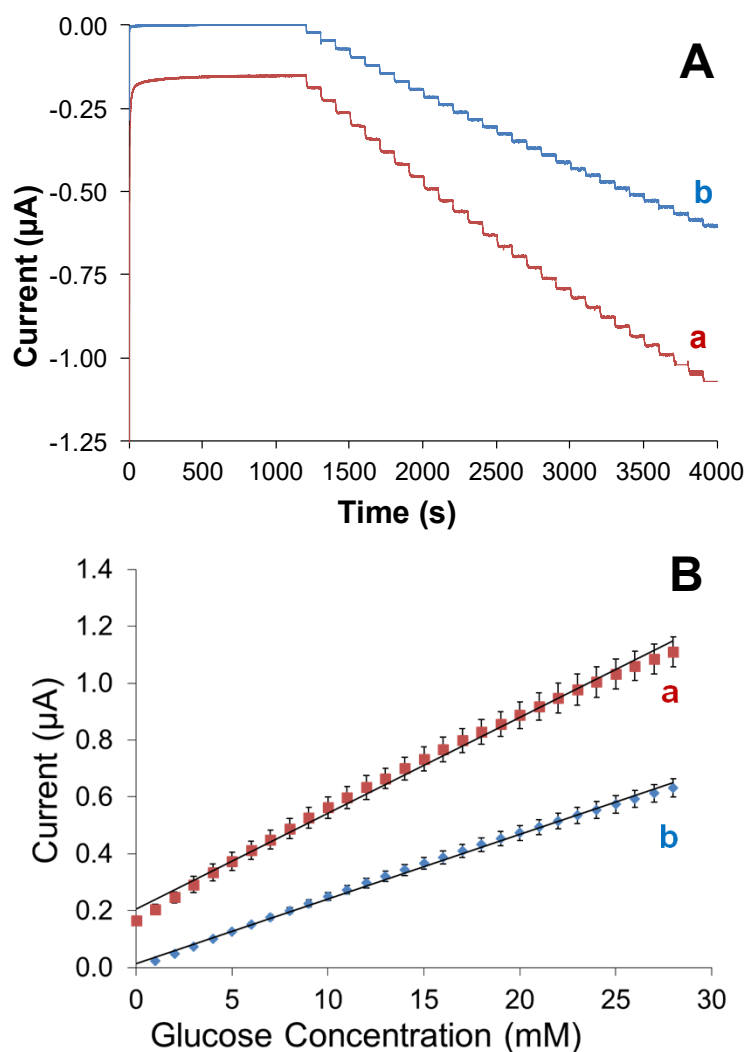 A
0.00
-0.25
-0.50
-0.75
-1.00
-1.25
Current (µA)
b
a
0 500 1000 1500 2000 2500 3000 3500 4000
Time (s)
B
1.4
1.2
1.0
0.8
0.6
0.4
0.2
0.0
Current (µA)
a
b
0 5 10 15 20 25 30
Glucose Concentration (mM)